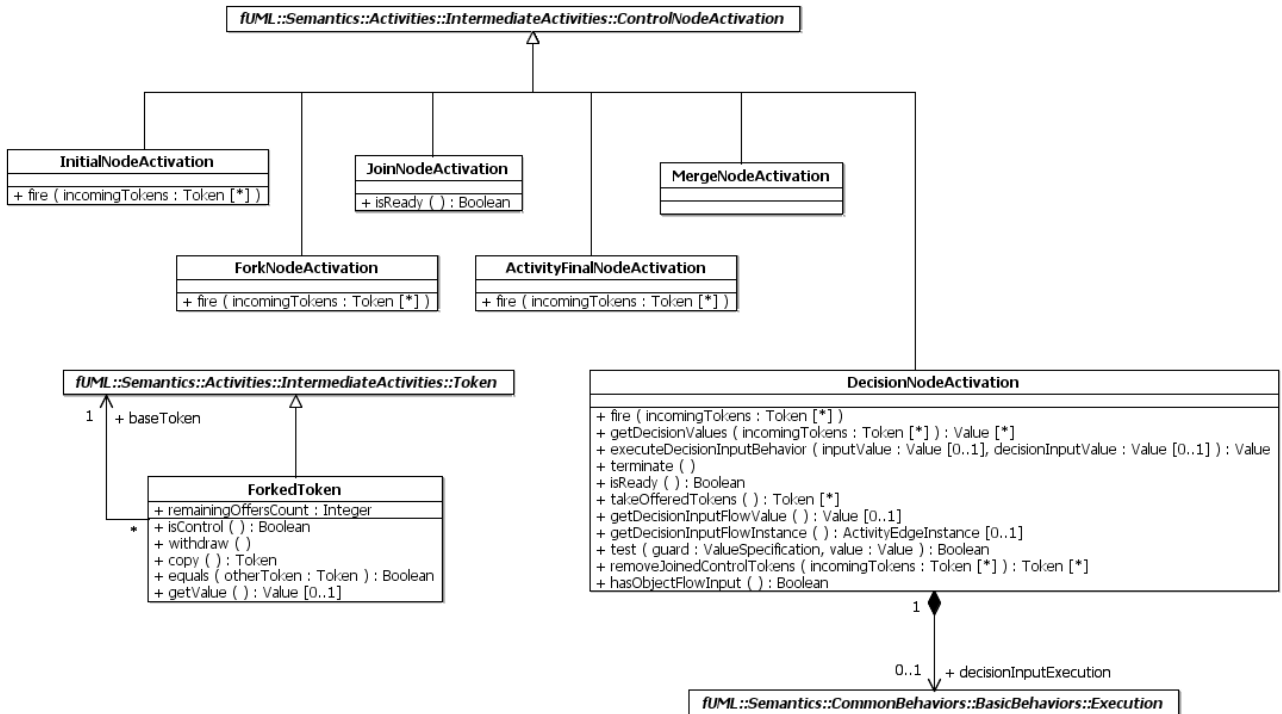 fUML::Semantics::Activities::IntermediateActivities::ControlNodeActivation
InitialNodeActivation
+ fire ( incomingTokens : Token [*] )
JoinNodeActivation
+ isReady ( ) : Boolean
MergeNodeActivation
ForkNodeActivation
+ fire ( incomingTokens : Token [*] )
ActivityFinalNodeActivation
+ fire ( incomingTokens : Token [*] )
fUML::Semantics::Activities::IntermediateActivities::Token
1
+ baseToken
*
ForkedToken
+ remainingOffersCount : Integer
+ isControl ( ) : Boolean
+ withdraw ( )
+ copy ( ) : Token
+ equals ( otherToken : Token ) : Boolean
+ getValue ( ) : Value [0..1]
DecisionNodeActivation
+ fire ( incomingTokens : Token [*] )
+ getDecisionValues ( incomingTokens : Token [*] ) : Value [*]
+ executeDecisionInputBehavior ( inputValue : Value [0..1], decisionInputValue : Value [0..1] ) : Value
+ terminate ( )
+ isReady ( ) : Boolean
+ takeOfferedTokens ( ) : Token [*]
+ getDecisionInputFlowValue ( ) : Value [0..1]
+ getDecisionInputFlowInstance ( ) : ActivityEdgeInstance [0..1]
+ test ( guard : ValueSpecification, value : Value ) : Boolean
+ removeJoinedControlTokens ( incomingTokens : Token [*] ) : Token [*]
+ hasObjectFlowInput ( ) : Boolean
1
0..1
+ decisionInputExecution
fUML::Semantics::CommonBehaviors::BasicBehaviors::Execution